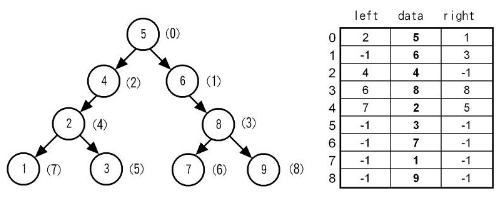 left data right
5 (0)
4 (2) 6 (1)
2 (4) 8 (3)
1 (7) 3 (5) 7 (6) 9 (8)
0 2 5 1
1 -1 6 3
2 4 4 -1
3 6 8 8
4 7 2 5
5 -1 3 -1
6 -1 7 -1
7 -1 1 -1
8 -1 9 -1